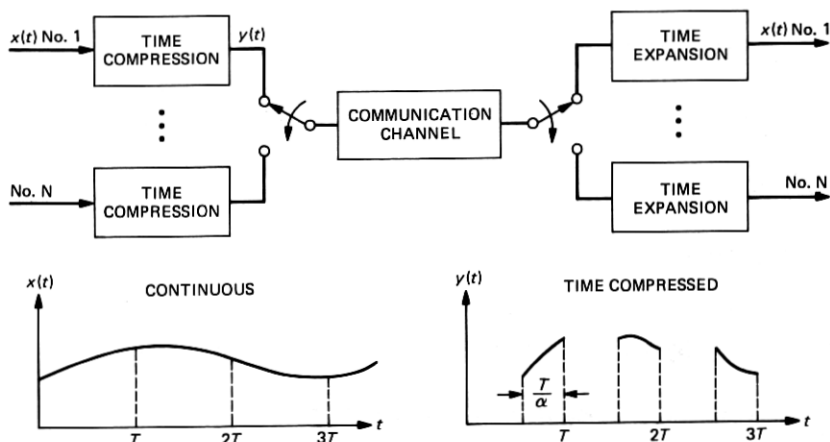 x(t) No. 1
TIME
COMPRESSION
y(t)
TIME
EXPANSION
x(t) No. 1
COMMUNICATION
CHANNEL
No. N
TIME
COMPRESSION
TIME
EXPANSION
No. N
x(t)
CONTINUOUS
T
2T
3T
t
y(t)
TIME COMPRESSED
T
α
T
2T
3T
t